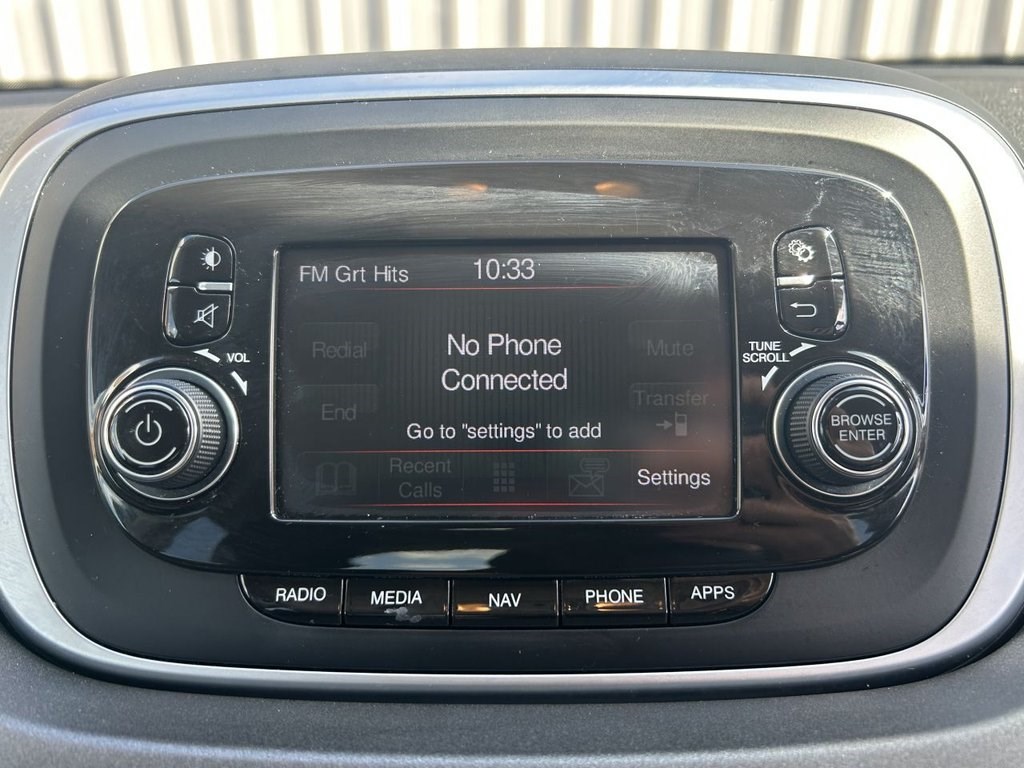 FM Grt Hits
10:33
Redial
No Phone
Connected
Mute
End
Transfer
Go to "settings" to add
Recent
Calls
Settings
VOL
TUNE
SCROLL
BROWSE
ENTER
RADIO
MEDIA
NAV
PHONE
APPS